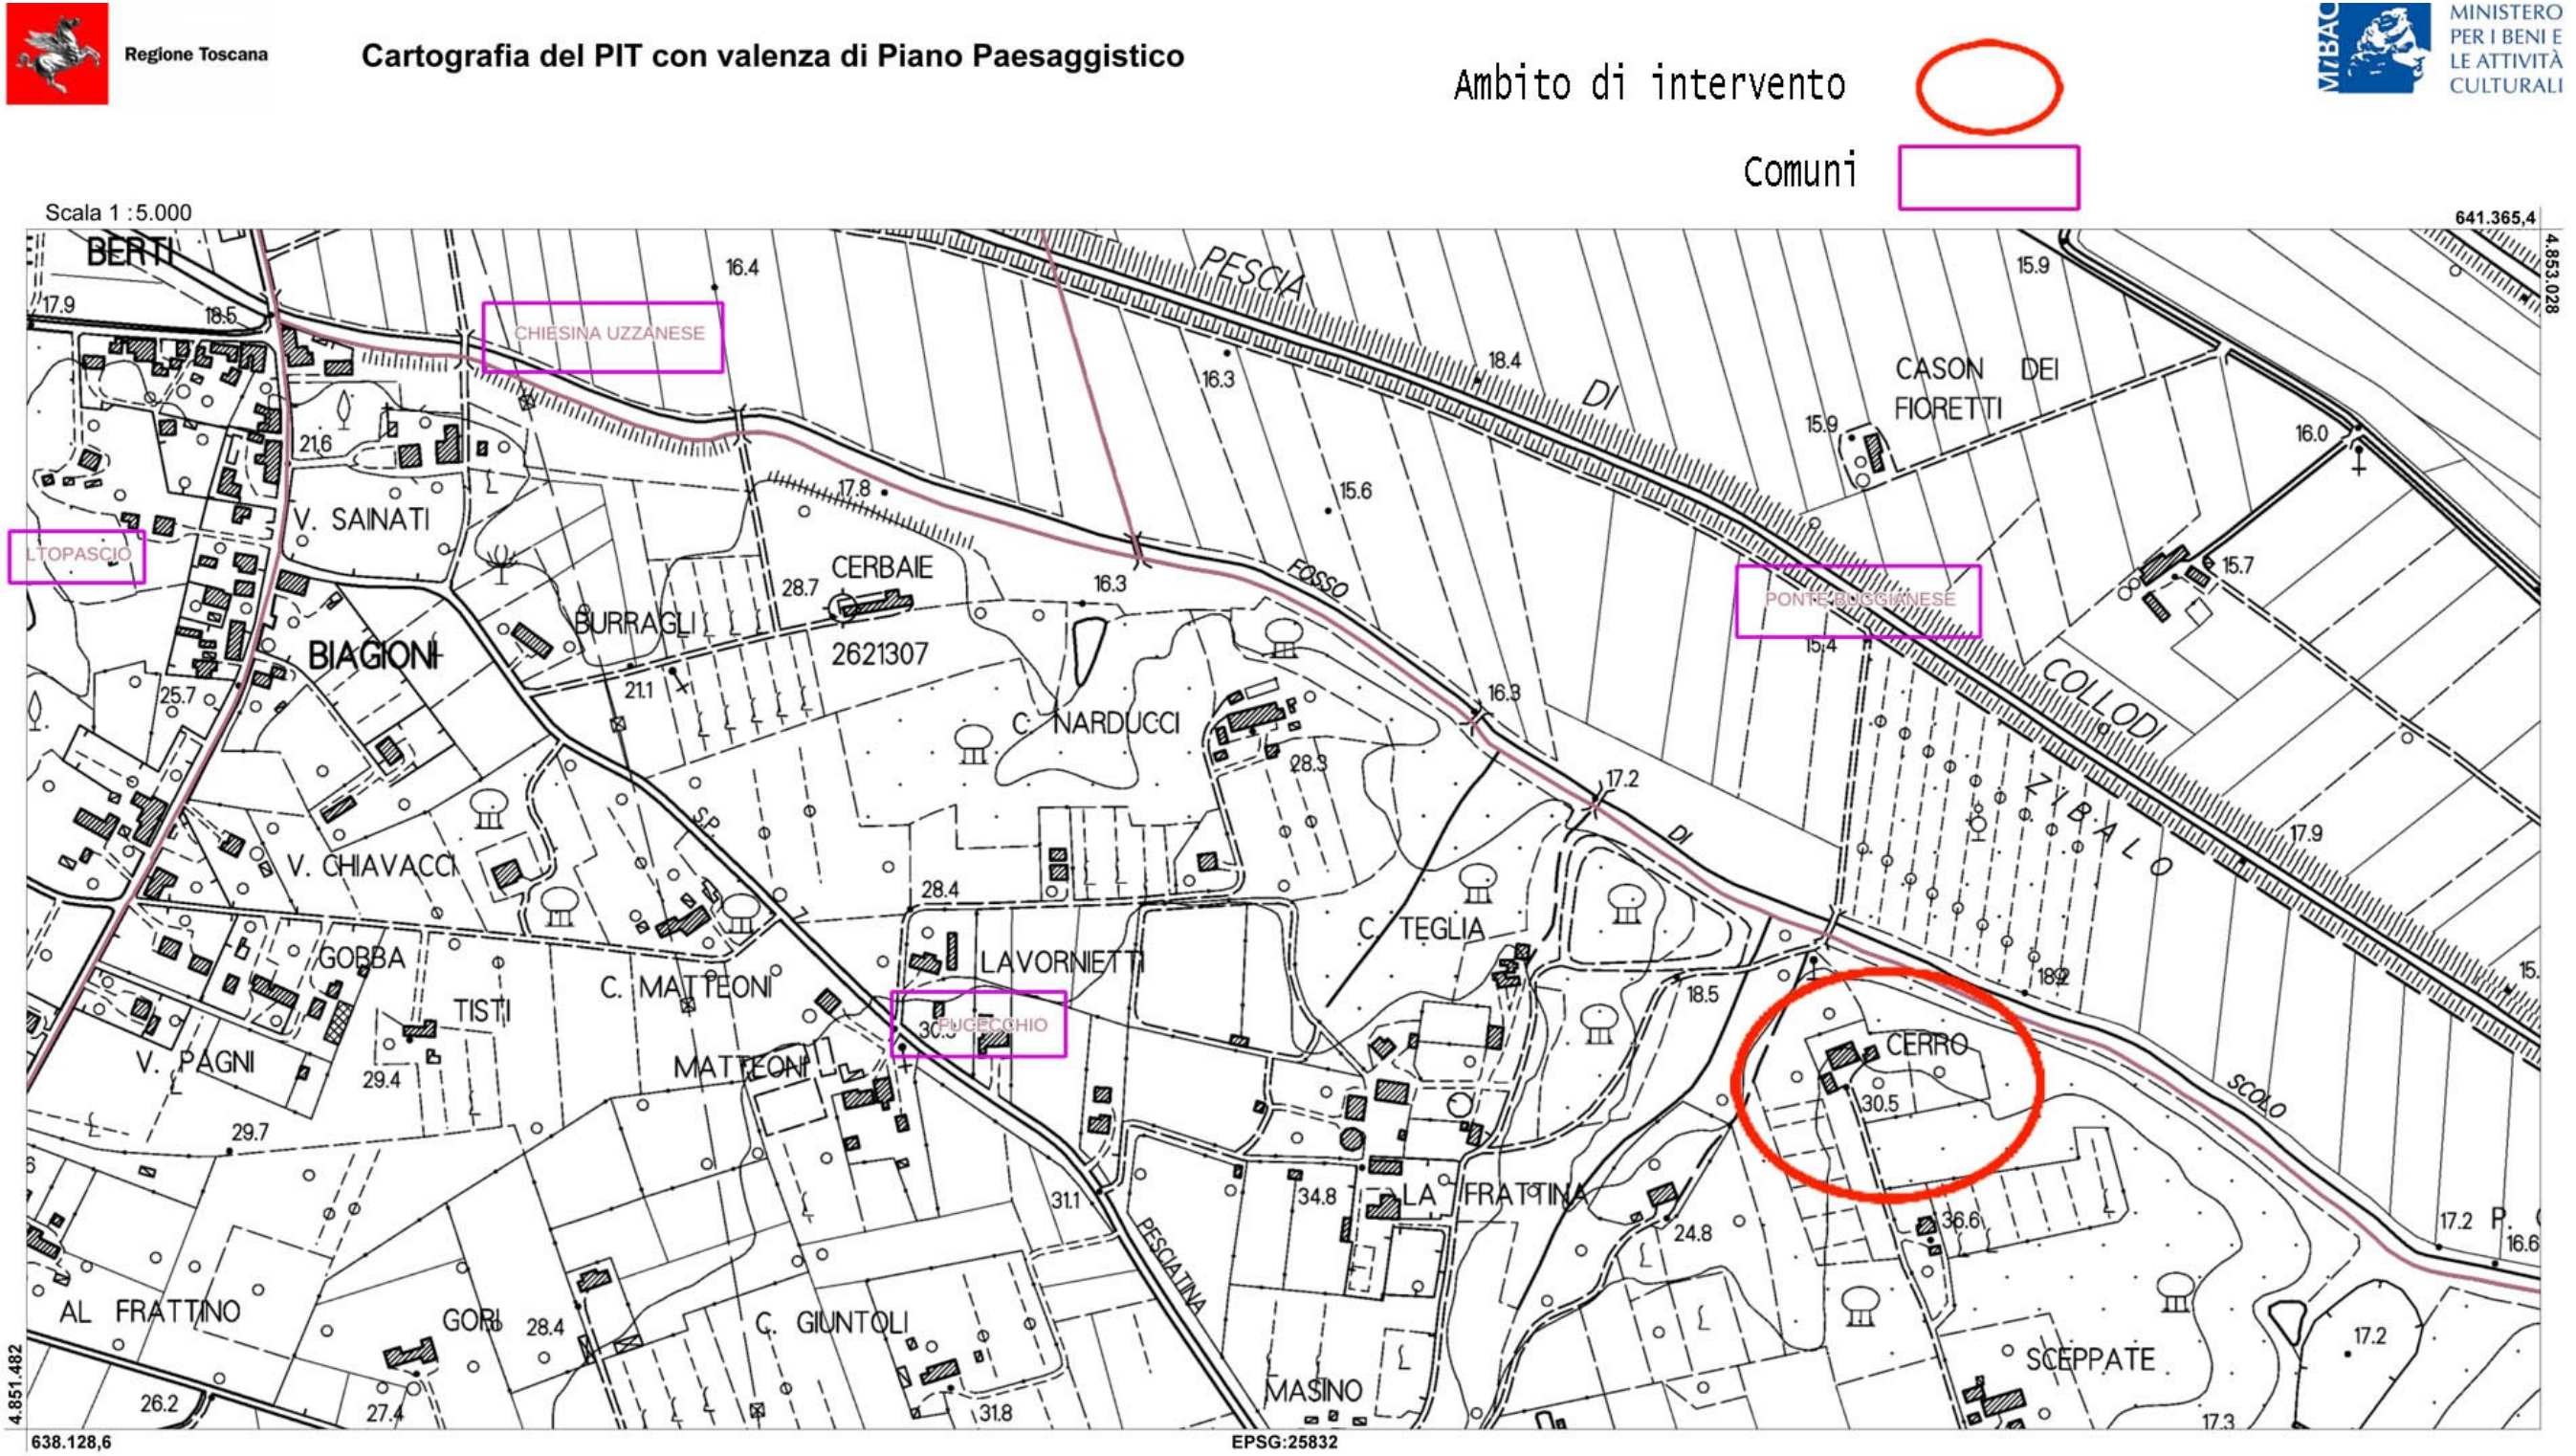 Regione Toscana
Cartografia del PIT con valenza di Piano Paesaggistico
MiBAC
MINISTERO
PER I BENI E
LE ATTIVITÀ
CULTURALI
Ambito di intervento
Comuni
Scala 1 : 5.000
641.365,4
4.853.028
BERTI
17.9
18.5
16.4
CHIESINA UZZANESE
PESCIA
16.3
18.4
DI
15.9
CASON DEI
FIORETTI
15.9
16.0
21.6
17.8
15.6
V. SAINATI
LTOPASCIO
CERBAIE
28.7
16.3
FOSSO
15.7
PONTE BUGGIANESE
BURRAGLI
15.4
BIAGIONI
2621307
21.1
25.7
C. NARDUCCI
16.3
COLLODI
28.3
17.2
S.P.
DI
ZIBALO
17.9
V. CHIAVACCI
28.4
C. TEGLIA
GOBBA
LAVORNIETTI
C. MATTEONI
18.5
18.2
15.
TISTI
PUCECCHIO
CERRO
V. PAGNI
MATTEONI
29.4
30.5
SCOLO
29.7
31.1
34.8
LA FRATTINA
PESCIATINA
24.8
36.6
17.2
P.
16.6
AL FRATTINO
GORI
28.4
C. GIUNTOLI
17.2
SCEPPATE
MASINO
26.2
27.4
31.8
17.3
4.851.482
638.128,6
EPSG:25832